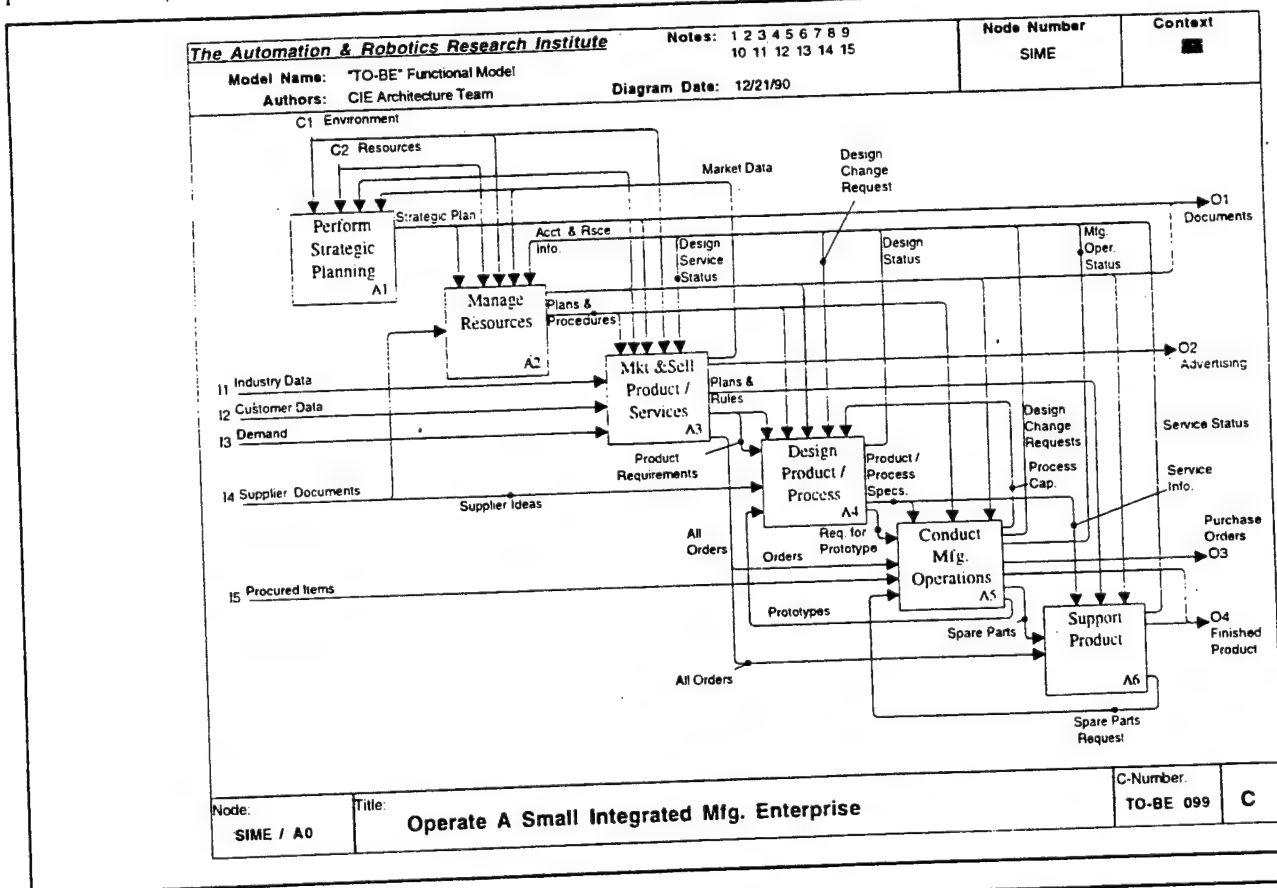 The Automation & Robotics Research Institute
Notes: 1 2 3 4 5 6 7 8 9
10 11 12 13 14 15
Node Number
SIME
Context
Model Name: "TO-BE" Functional Model
Authors: CIE Architecture Team
Diagram Date: 12/21/90
C1 Environment
C2 Resources
Market Data
Design
Change
Request
Perform
Strategic
Planning
A1
Strategic Plan
Acct & Rsce
Info.
Design
Service
Status
Design
Status
Mfg.
Oper.
Status
O1
Documents
Manage
Resources
A2
Plans &
Procedures
O2
Advertising
I1 Industry Data
I2 Customer Data
I3 Demand
Mkt & Sell
Product /
Services
A3
Plans &
Rules
Product
Requirements
Design
Change
Requests
Process
Cap.
Service Status
Service
Info.
I4 Supplier Documents
Supplier Ideas
Design
Product /
Process
A4
Product /
Process
Specs.
Req. for
Prototype
All
Orders
Orders
Purchase
Orders
O3
I5 Procured Items
Conduct
Mfg.
Operations
A5
Prototypes
Spare Parts
Support
Product
A6
O4
Finished
Product
All Orders
Spare Parts
Request
Node:
SIME / A0
Title:
Operate A Small Integrated Mfg. Enterprise
C-Number.
TO-BE 099
C